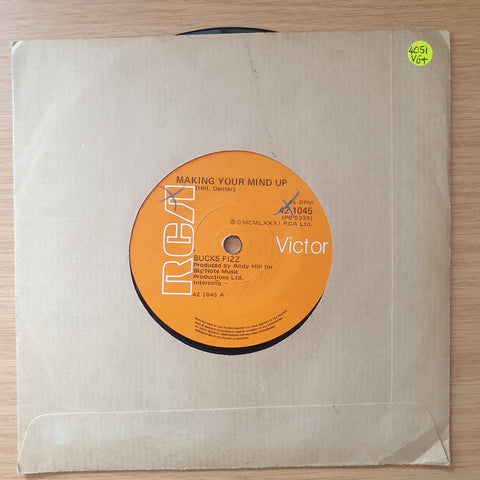 40Si
VG+
MAKING YOUR MIND UP
(Hill, Danter)
45 RPM
42 1045
(PB 5339)
©℗MCMLXXXI RCA Ltd.
RCA
Victor
BUCKS FIZZ
Produced by Andy Hill for
Big Note Music
Productions Ltd.
Intersong -
42 1045 A